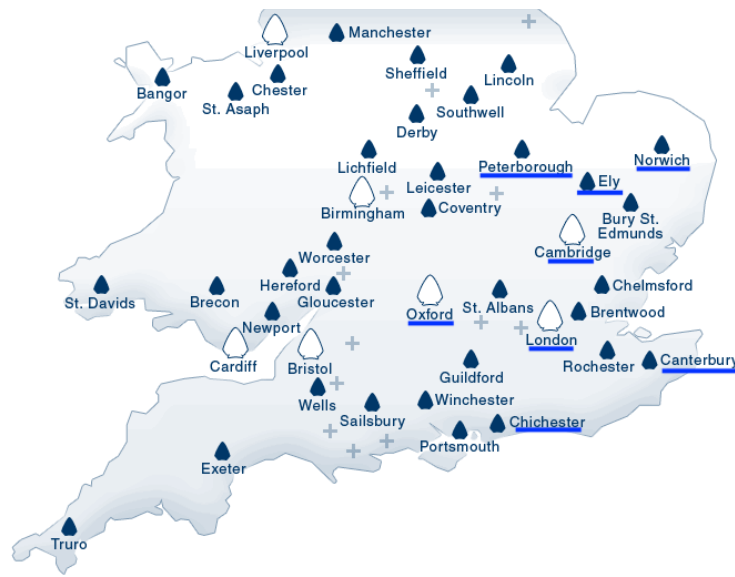 Manchester
Liverpool
Sheffield
Lincoln
Chester
Bangor
St. Asaph
Southwell
Derby
Lichfield
Peterborough
Norwich
Leicester
Ely
Birmingham
Coventry
Bury St.
Edmunds
Worcester
Cambridge
Hereford
Gloucester
St. Davids
Brecon
Chelmsford
St. Albans
Oxford
Newport
Brentwood
London
Cardiff
Bristol
Rochester
Canterbury
Guildford
Wells
Winchester
Sailsbury
Chichester
Portsmouth
Exeter
Truro